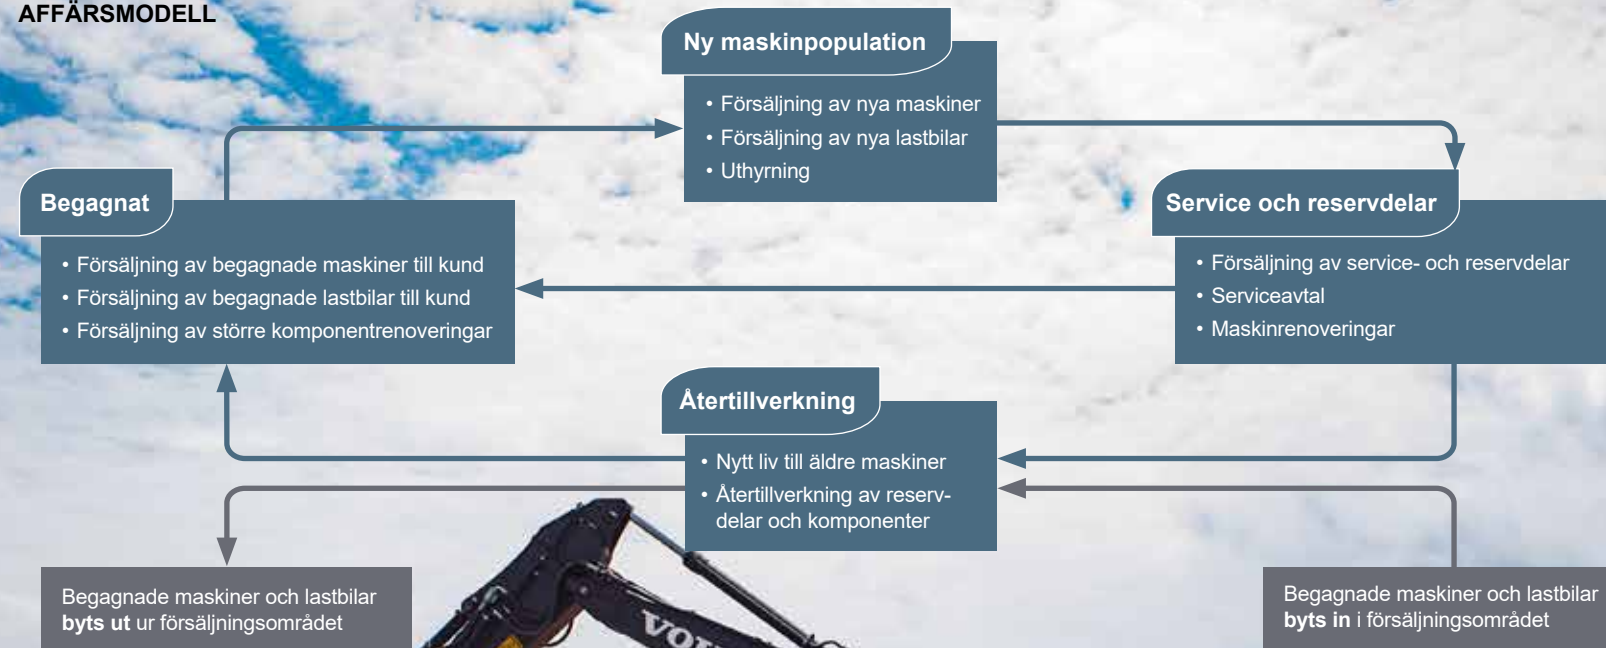 AFFÄRSMODELL
Ny maskinpopulation
• Försäljning av nya maskiner
• Försäljning av nya lastbilar
• Uthyrning
Begagnat
• Försäljning av begagnade maskiner till kund
• Försäljning av begagnade lastbilar till kund
• Försäljning av större komponentrenoveringar
Service och reservdelar
• Försäljning av service- och reservdelar
• Serviceavtal
• Maskinrenoveringar
Återtillverkning
• Nytt liv till äldre maskiner
• Återtillverkning av reserv-
delar och komponenter
Begagnade maskiner och lastbilar
byts ut ur försäljningsområdet
Begagnade maskiner och lastbilar
byts in i försäljningsområdet